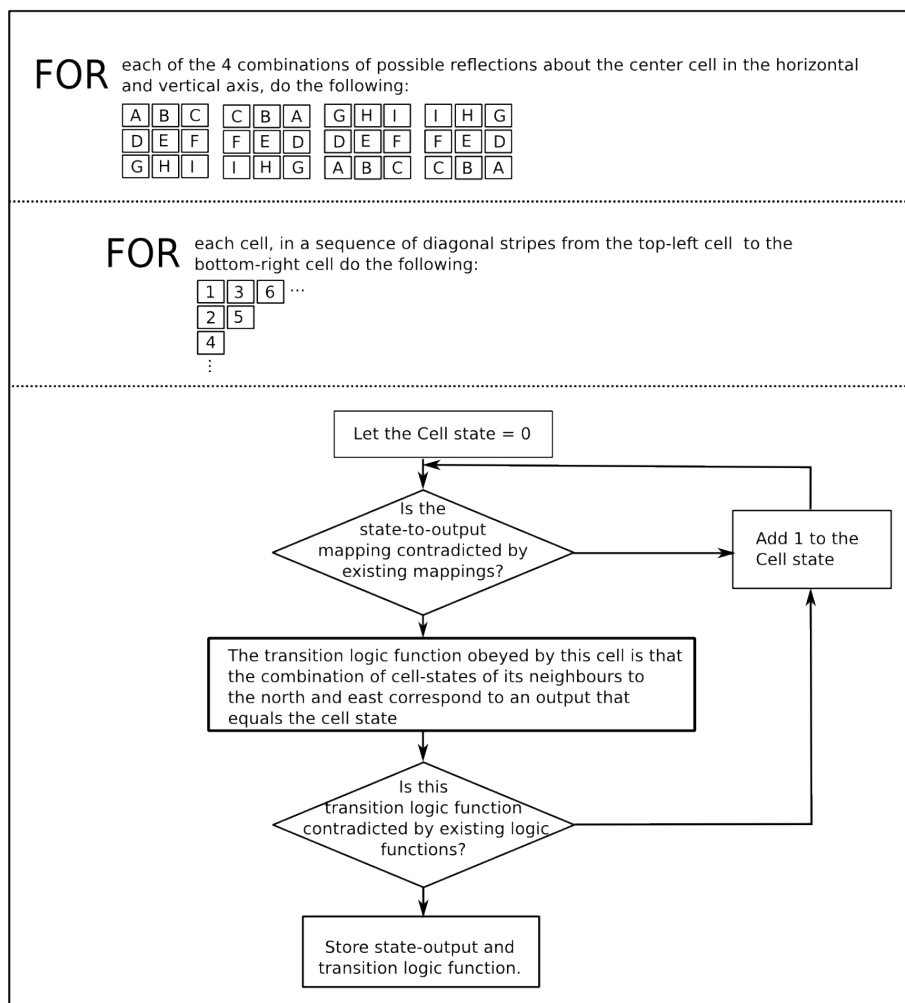 FOR each of the 4 combinations of possible reflections about the center cell in the horizontal
and vertical axis, do the following:
A B C C B A G H I I H G
D E F F E D D E F F E D
G H I I H G A B C C B A
FOR each cell, in a sequence of diagonal stripes from the top-left cell to the
bottom-right cell do the following:
1 3 6 ...
2 5
4
⋮
Let the Cell state = 0
Is the
state-to-output
mapping contradicted by
existing mappings?
Add 1 to the
Cell state
The transition logic function obeyed by this cell is that
the combination of cell-states of its neighbours to
the north and east correspond to an output that
equals the cell state
Is this
transition logic function
contradicted by existing logic
functions?
Store state-output and
transition logic function.